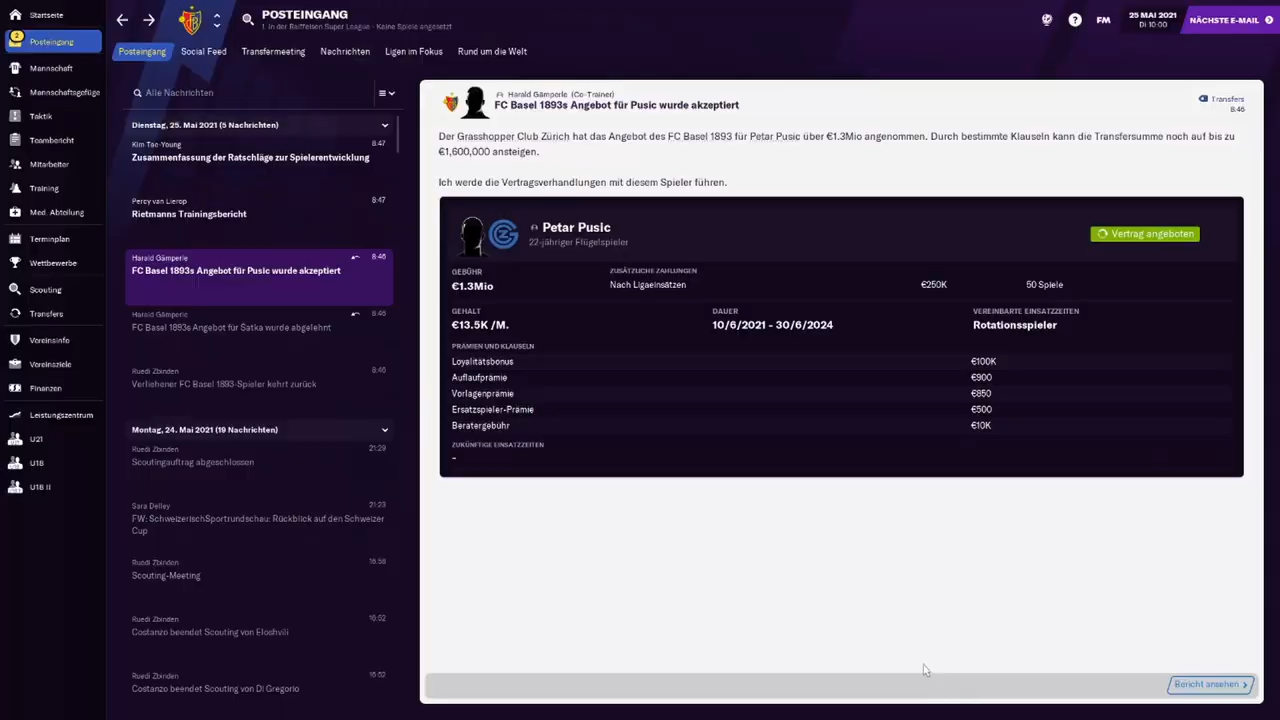 Startseite
2
Posteingang
Mannschaft
Mannschaftsgefüge
Taktik
Teambericht
Mitarbeiter
Training
Med. Abteilung
Terminplan
Wettbewerbe
Scouting
Transfers
Vereinsinfo
Vereinsziele
Finanzen
Leistungszentrum
U21
U18
U18 II
POSTEINGANG
1. in der Raiffeisen Super League - Keine Spiele angesetzt
FM
25 MAI 2021
Di 10:00
NÄCHSTE E-MAIL
Posteingang Social Feed Transfermeeting Nachrichten Ligen im Fokus Rund um die Welt
Alle Nachrichten
Dienstag, 25. Mai 2021 (5 Nachrichten)
Kim Tae-Young 8:47
Zusammenfassung der Ratschläge zur Spielerentwicklung
Percy van Lierop 8:47
Rietmanns Trainingsbericht
Harald Gämperle 8:46
FC Basel 1893s Angebot für Pusic wurde akzeptiert
Harald Gämperle 8:46
FC Basel 1893s Angebot für Šatka wurde abgelehnt
Ruedi Zbinden 8:46
Verliehener FC Basel 1893-Spieler kehrt zurück
Montag, 24. Mai 2021 (19 Nachrichten)
Ruedi Zbinden 21:29
Scoutingauftrag abgeschlossen
Sara Delley 21:23
FW: SchweizerischSportrundschau: Rückblick auf den Schweizer
Cup
Ruedi Zbinden 16:58
Scouting-Meeting
Ruedi Zbinden 16:52
Costanzo beendet Scouting von Eloshvili
Ruedi Zbinden 16:52
Costanzo beendet Scouting von Di Gregorio
Harald Gämperle (Co-Trainer)
FC Basel 1893s Angebot für Pusic wurde akzeptiert
Transfers
8:46
Der Grasshopper Club Zürich hat das Angebot des FC Basel 1893 für Petar Pusic über €1.3Mio angenommen. Durch bestimmte Klauseln kann die Transfersumme noch auf bis zu
€1,600,000 ansteigen.
Ich werde die Vertragsverhandlungen mit diesem Spieler führen.
Petar Pusic
22-jähriger Flügelspieler
Vertrag angeboten
GEBÜHR ZUSÄTZLICHE ZAHLUNGEN
€1.3Mio Nach Ligaeinsätzen €250K 50 Spiele
GEHALT DAUER VEREINBARTE EINSATZZEITEN
€13.5K /M. 10/6/2021 - 30/6/2024 Rotationsspieler
PRÄMIEN UND KLAUSELN
Loyalitätsbonus €100K
Auflaufprämie €900
Vorlagenprämie €850
Ersatzspieler-Prämie €500
Beratergebühr €10K
ZUKÜNFTIGE EINSATZZEITEN
-
Bericht ansehen